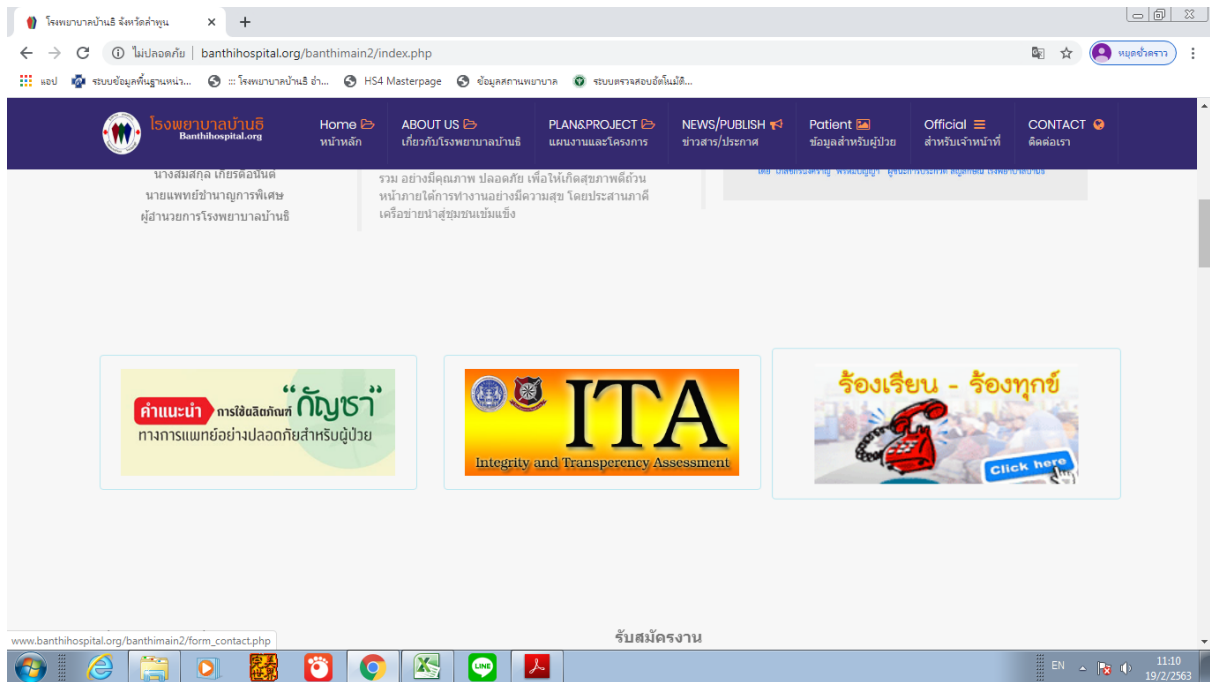 โรงพยาบาลบ้านธิ จังหวัดลำพูน
ไม่ปลอดภัย | banthihospital.org/banthimain2/index.php
หยุดชั่วคราว
แอป
ระบบข้อมูลพื้นฐานหน่ว...
::: โรงพยาบาลบ้านธิ อำ...
HS4 Masterpage
ข้อมูลสถานพยาบาล
ระบบตรวจสอบอัตโนมัติ...
โรงพยาบาลบ้านธิ
Banthihospital.org
Home
หน้าหลัก
ABOUT US
เกี่ยวกับโรงพยาบาลบ้านธิ
PLAN&PROJECT
แผนงานและโครงการ
NEWS/PUBLISH
ข่าวสาร/ประกาศ
Patient
ข้อมูลสำหรับผู้ป่วย
Official
สำหรับเจ้าหน้าที่
CONTACT
ติดต่อเรา
นายแพทย์ชำนาญการพิเศษ
ผู้อำนวยการโรงพยาบาลบ้านธิ
รวม อย่างมีคุณภาพ ปลอดภัย เพื่อให้เกิดสุขภาพดีถ้วน
หน้าภายใต้การทำงานอย่างมีความสุข โดยประสานภาคี
เครือข่ายนำสู่ชุมชนเข้มแข็ง
คำแนะนำ การใช้ผลิตภัณฑ์ “กัญชา”
ทางการแพทย์อย่างปลอดภัยสำหรับผู้ป่วย
ITA
Integrity and Transperency Assessment
ร้องเรียน - ร้องทุกข์
Click here
รับสมัครงาน
www.banthihospital.org/banthimain2/form_contact.php
LINE
EN
11:10
19/2/2563